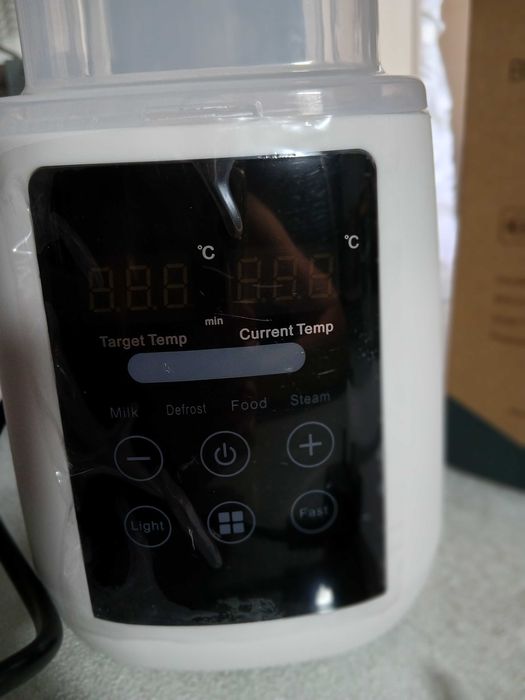 °C °C
min
Target Temp Current Temp
Milk Defrost Food Steam
Light Fast